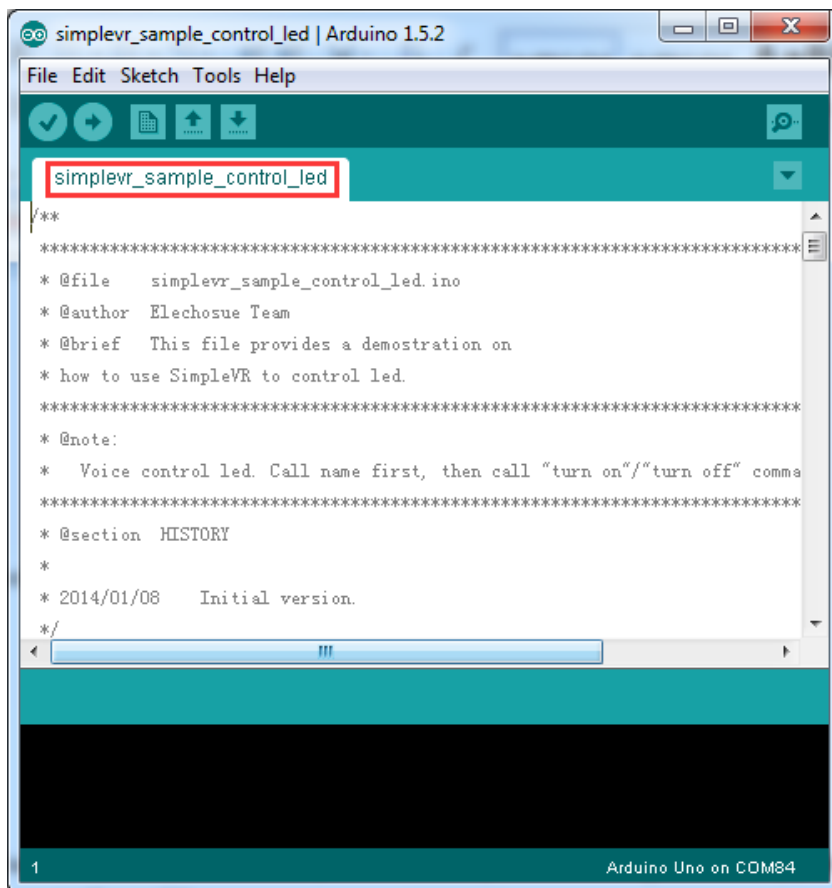 simplevr_sample_control_led | Arduino 1.5.2
File Edit Sketch Tools Help
simplevr_sample_control_led
/**
********************************************************************************
* @file simplevr_sample_control_led.ino
* @author Elechosue Team
* @brief This file provides a demostration on
* how to use SimpleVR to control led.
********************************************************************************
* @note:
* Voice control led. Call name first, then call "turn on"/"turn off" comma
********************************************************************************
* @section HISTORY
*
* 2014/01/08 Initial version.
*/
1
Arduino Uno on COM84